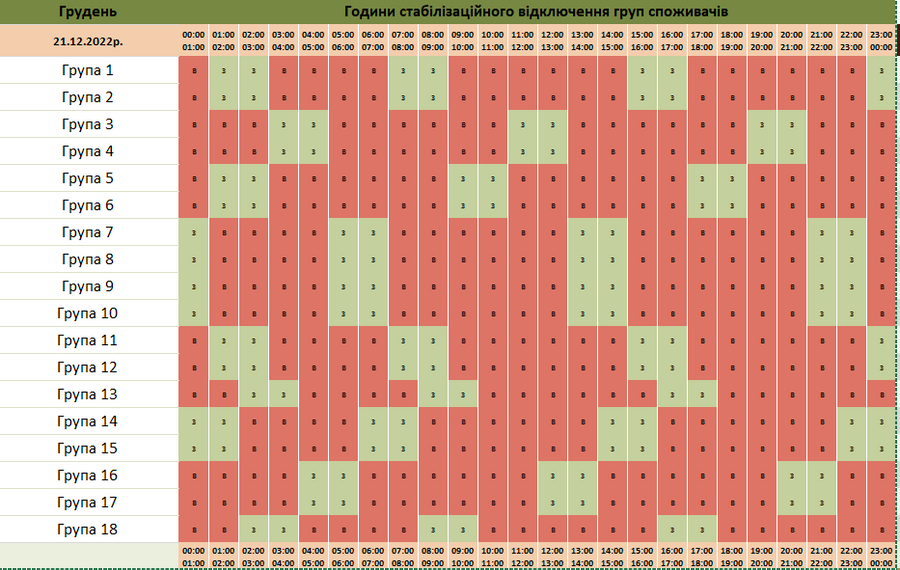 Грудень Години стабілізаційного відключення груп споживачів
21.12.2022р.
00:00 01:00 02:00 03:00 04:00 05:00 06:00 07:00 08:00 09:00 10:00 11:00 12:00 13:00 14:00 15:00 16:00 17:00 18:00 19:00 20:00 21:00 22:00 23:00
01:00 02:00 03:00 04:00 05:00 06:00 07:00 08:00 09:00 10:00 11:00 12:00 13:00 14:00 15:00 16:00 17:00 18:00 19:00 20:00 21:00 22:00 23:00 00:00
Група 1 В З З В В В В З З В В В В В В З З В В В В В В З
Група 2 В З З В В В В З З В В В В В В З З В В В В В В З
Група 3 В В В З З В В В В В В З З В В В В В В З З В В В
Група 4 В В В З З В В В В В В З З В В В В В В З З В В В
Група 5 В З З В В В В В В З З В В В В В В З З В В В В В
Група 6 В З З В В В В В В З З В В В В В В З З В В В В В
Група 7 З В В В В З З В В В В В В З З В В В В В В З З В
Група 8 З В В В В З З В В В В В В З З В В В В В В З З В
Група 9 З В В В В З З В В В В В В З З В В В В В В З З В
Група 10 З В В В В З З В В В В В В З З В В В В В В З З В
Група 11 В З З В В В В З З В В В В В В З З В В В В В В З
Група 12 В З З В В В В З З В В В В В В З З В В В В В В З
Група 13 В В З З В В В В З З В В В В В В З З В В В В В В
Група 14 З З В В В В З З В В В В В В З З В В В В В В З З
Група 15 З З В В В В З З В В В В В В З З В В В В В В З З
Група 16 В В В В З З В В В В В В З З В В В В В В З З В В
Група 17 В В В В З З В В В В В В З З В В В В В В З З В В
Група 18 В В З З В В В В З З В В В В В В З З В В В В В В
00:00 01:00 02:00 03:00 04:00 05:00 06:00 07:00 08:00 09:00 10:00 11:00 12:00 13:00 14:00 15:00 16:00 17:00 18:00 19:00 20:00 21:00 22:00 23:00
01:00 02:00 03:00 04:00 05:00 06:00 07:00 08:00 09:00 10:00 11:00 12:00 13:00 14:00 15:00 16:00 17:00 18:00 19:00 20:00 21:00 22:00 23:00 00:00